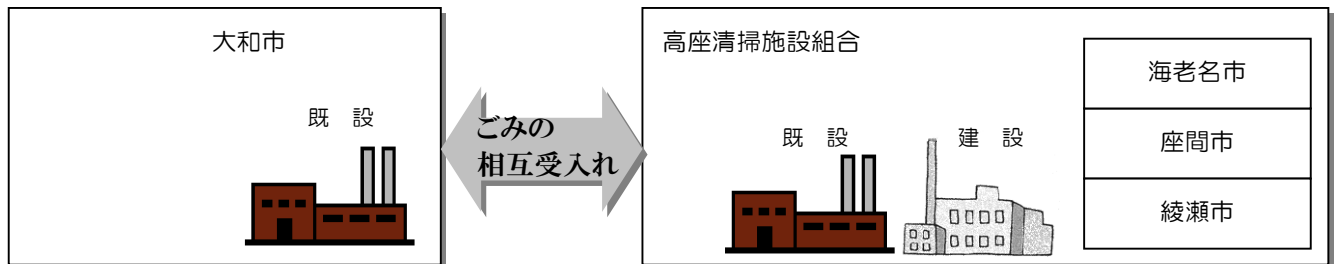 大和市
既 設
ごみの
相互受入れ
高座清掃施設組合
既 設
建 設
海老名市
座間市
綾瀬市